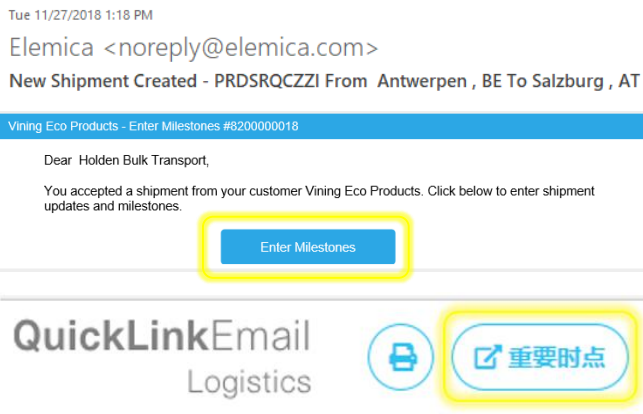 Tue 11/27/2018 1:18 PM
Elemica <noreply@elemica.com>
New Shipment Created - PRDSRQCZZI From  Antwerpen , BE To Salzburg , AT
Vining Eco Products - Enter Milestones #8200000018
Dear  Holden Bulk Transport,
You accepted a shipment from your customer Vining Eco Products. Click below to enter shipment
updates and milestones.
Enter Milestones
QuickLinkEmail
Logistics
重要时点